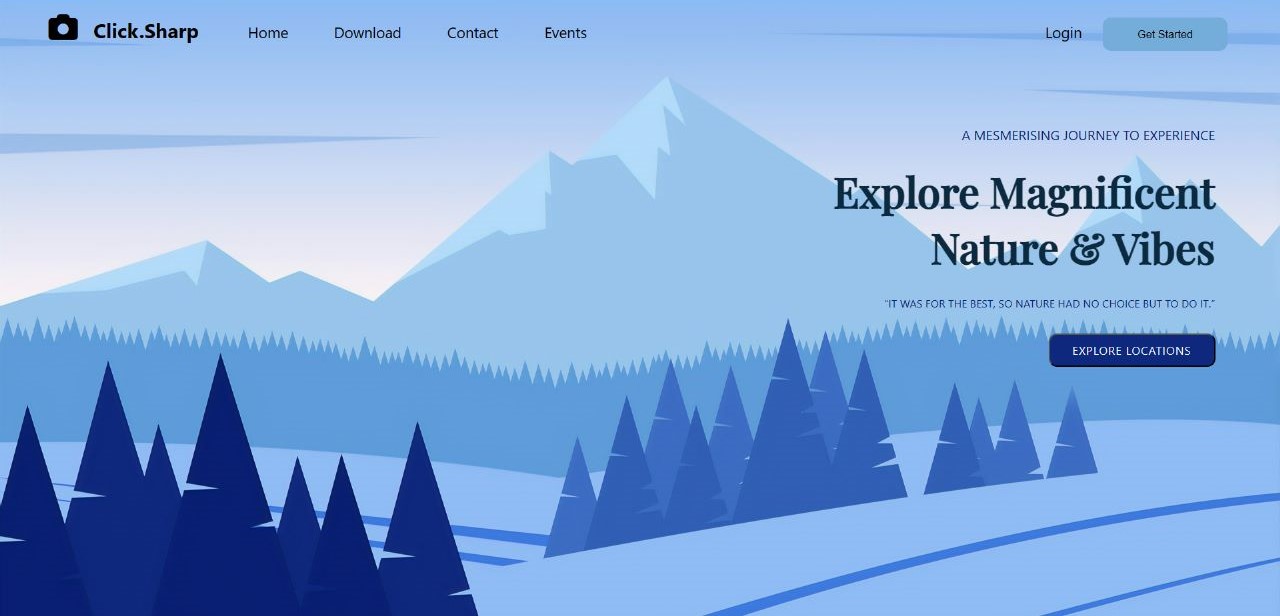 Click.Sharp Home Download Contact Events Login Get Started
A MESMERISING JOURNEY TO EXPERIENCE
Explore Magnificent
Nature & Vibes
"IT WAS FOR THE BEST, SO NATURE HAD NO CHOICE BUT TO DO IT."
EXPLORE LOCATIONS